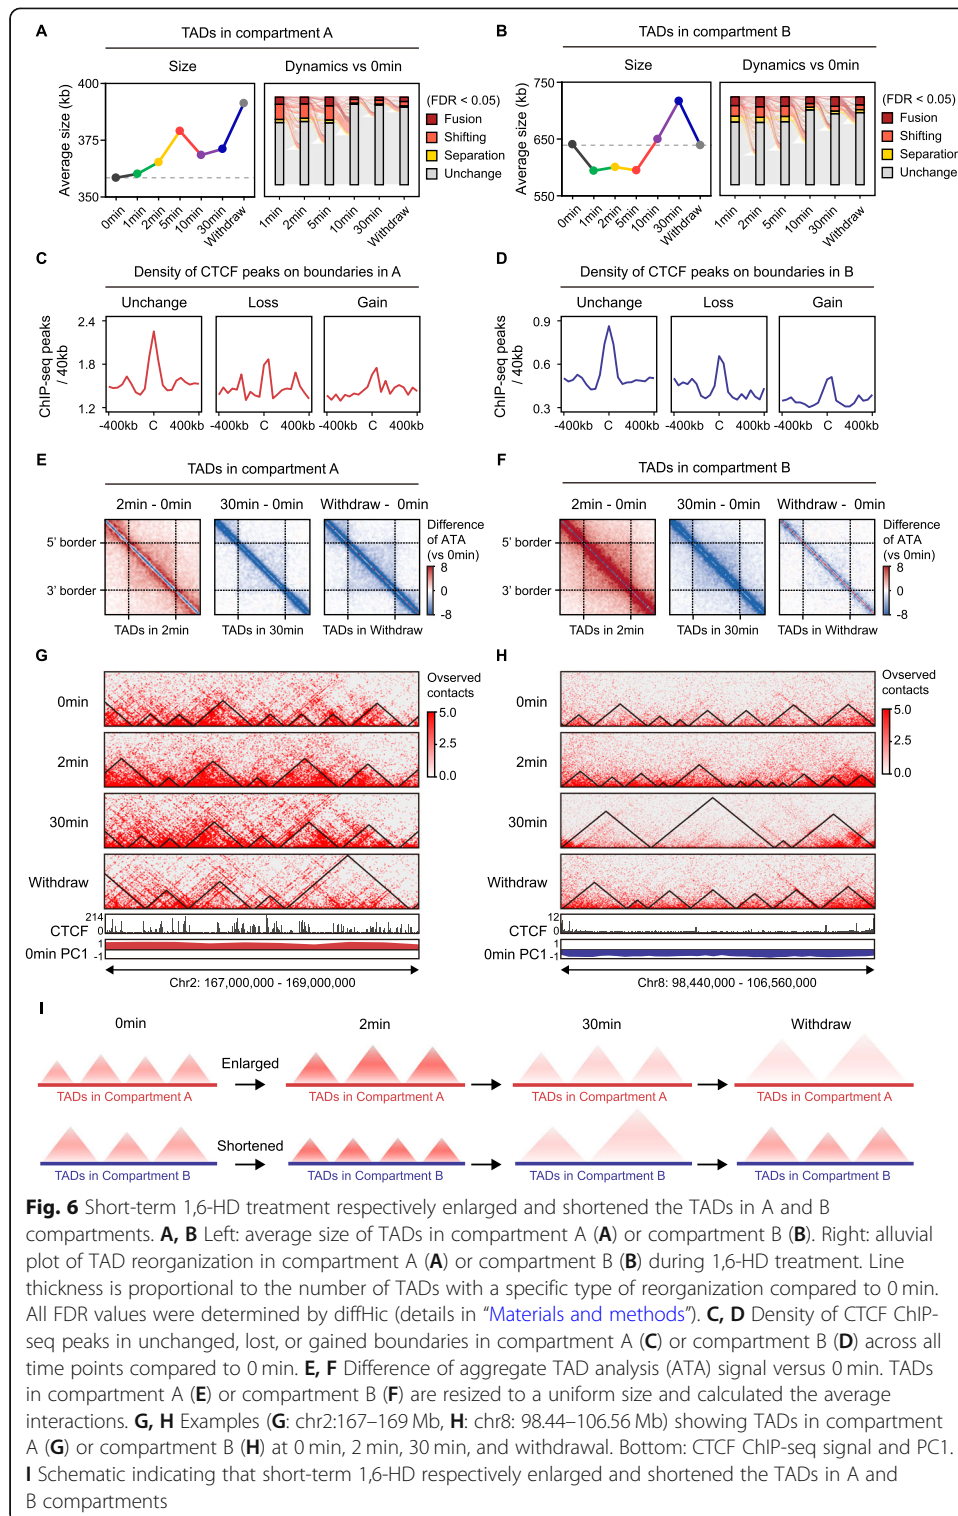 A
TADs in compartment A
Size
Dynamics vs 0min
Average size (kb)
400
375
350
0min
1min
2min
5min
10min
30min
Withdraw
1min
2min
5min
10min
30min
Withdraw
(FDR < 0.05)
Fusion
Shifting
Separation
Unchange
B
TADs in compartment B
Size
Dynamics vs 0min
Average size (kb)
750
650
550
0min
1min
2min
5min
10min
30min
Withdraw
1min
2min
5min
10min
30min
Withdraw
(FDR < 0.05)
Fusion
Shifting
Separation
Unchange
C
Density of CTCF peaks on boundaries in A
Unchange
Loss
Gain
ChIP-seq peaks
/ 40kb
2.4
1.8
1.2
-400kb C 400kb
-400kb C 400kb
-400kb C 400kb
D
Density of CTCF peaks on boundaries in B
Unchange
Loss
Gain
ChIP-seq peaks
/ 40kb
0.9
0.6
0.3
-400kb C 400kb
-400kb C 400kb
-400kb C 400kb
E
TADs in compartment A
2min - 0min
30min - 0min
Withdraw - 0min
5' border
3' border
TADs in 2min
TADs in 30min
TADs in Withdraw
Difference
of ATA
(vs 0min)
8
0
-8
F
TADs in compartment B
2min - 0min
30min - 0min
Withdraw - 0min
5' border
3' border
TADs in 2min
TADs in 30min
TADs in Withdraw
Difference
of ATA
(vs 0min)
8
0
-8
G
0min
2min
30min
Withdraw
CTCF
214
0
0min PC1
1
-1
Chr2: 167,000,000 - 169,000,000
Ovserved
contacts
5.0
2.5
0.0
H
0min
2min
30min
Withdraw
CTCF
12
0
0min PC1
1
-1
Chr8: 98,440,000 - 106,560,000
Ovserved
contacts
5.0
2.5
0.0
I
0min
2min
30min
Withdraw
Enlarged
TADs in Compartment A
TADs in Compartment A
TADs in Compartment A
TADs in Compartment A
Shortened
TADs in Compartment B
TADs in Compartment B
TADs in Compartment B
TADs in Compartment B
Fig. 6 Short-term 1,6-HD treatment respectively enlarged and shortened the TADs in A and B
compartments. A, B Left: average size of TADs in compartment A (A) or compartment B (B). Right: alluvial
plot of TAD reorganization in compartment A (A) or compartment B (B) during 1,6-HD treatment. Line
thickness is proportional to the number of TADs with a specific type of reorganization compared to 0 min.
All FDR values were determined by diffHic (details in “Materials and methods”). C, D Density of CTCF ChIP-
seq peaks in unchanged, lost, or gained boundaries in compartment A (C) or compartment B (D) across all
time points compared to 0 min. E, F Difference of aggregate TAD analysis (ATA) signal versus 0 min. TADs
in compartment A (E) or compartment B (F) are resized to a uniform size and calculated the average
interactions. G, H Examples (G: chr2:167–169 Mb, H: chr8: 98.44–106.56 Mb) showing TADs in compartment
A (G) or compartment B (H) at 0 min, 2 min, 30 min, and withdrawal. Bottom: CTCF ChIP-seq signal and PC1.
I Schematic indicating that short-term 1,6-HD respectively enlarged and shortened the TADs in A and
B compartments